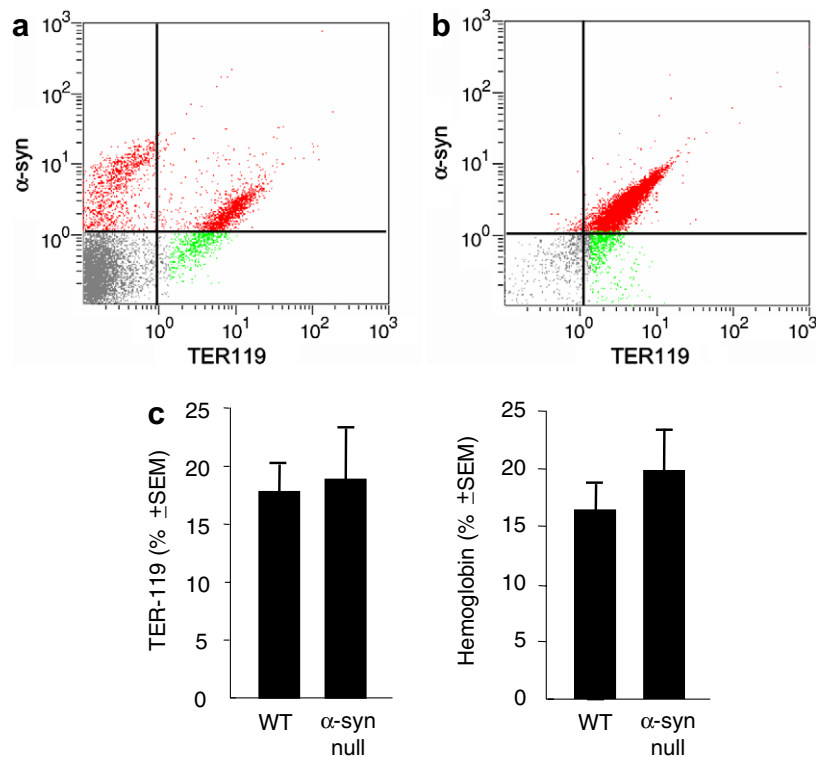 a
α-syn
10³
10²
10¹
10⁰
10⁰ 10¹ 10² 10³
TER119
b
α-syn
10³
10²
10¹
10⁰
10⁰ 10¹ 10² 10³
TER119
c
TER-119 (% ±SEM)
25
20
15
10
5
0
WT
α-syn
null
Hemoglobin (% ±SEM)
25
20
15
10
5
0
WT
α-syn
null